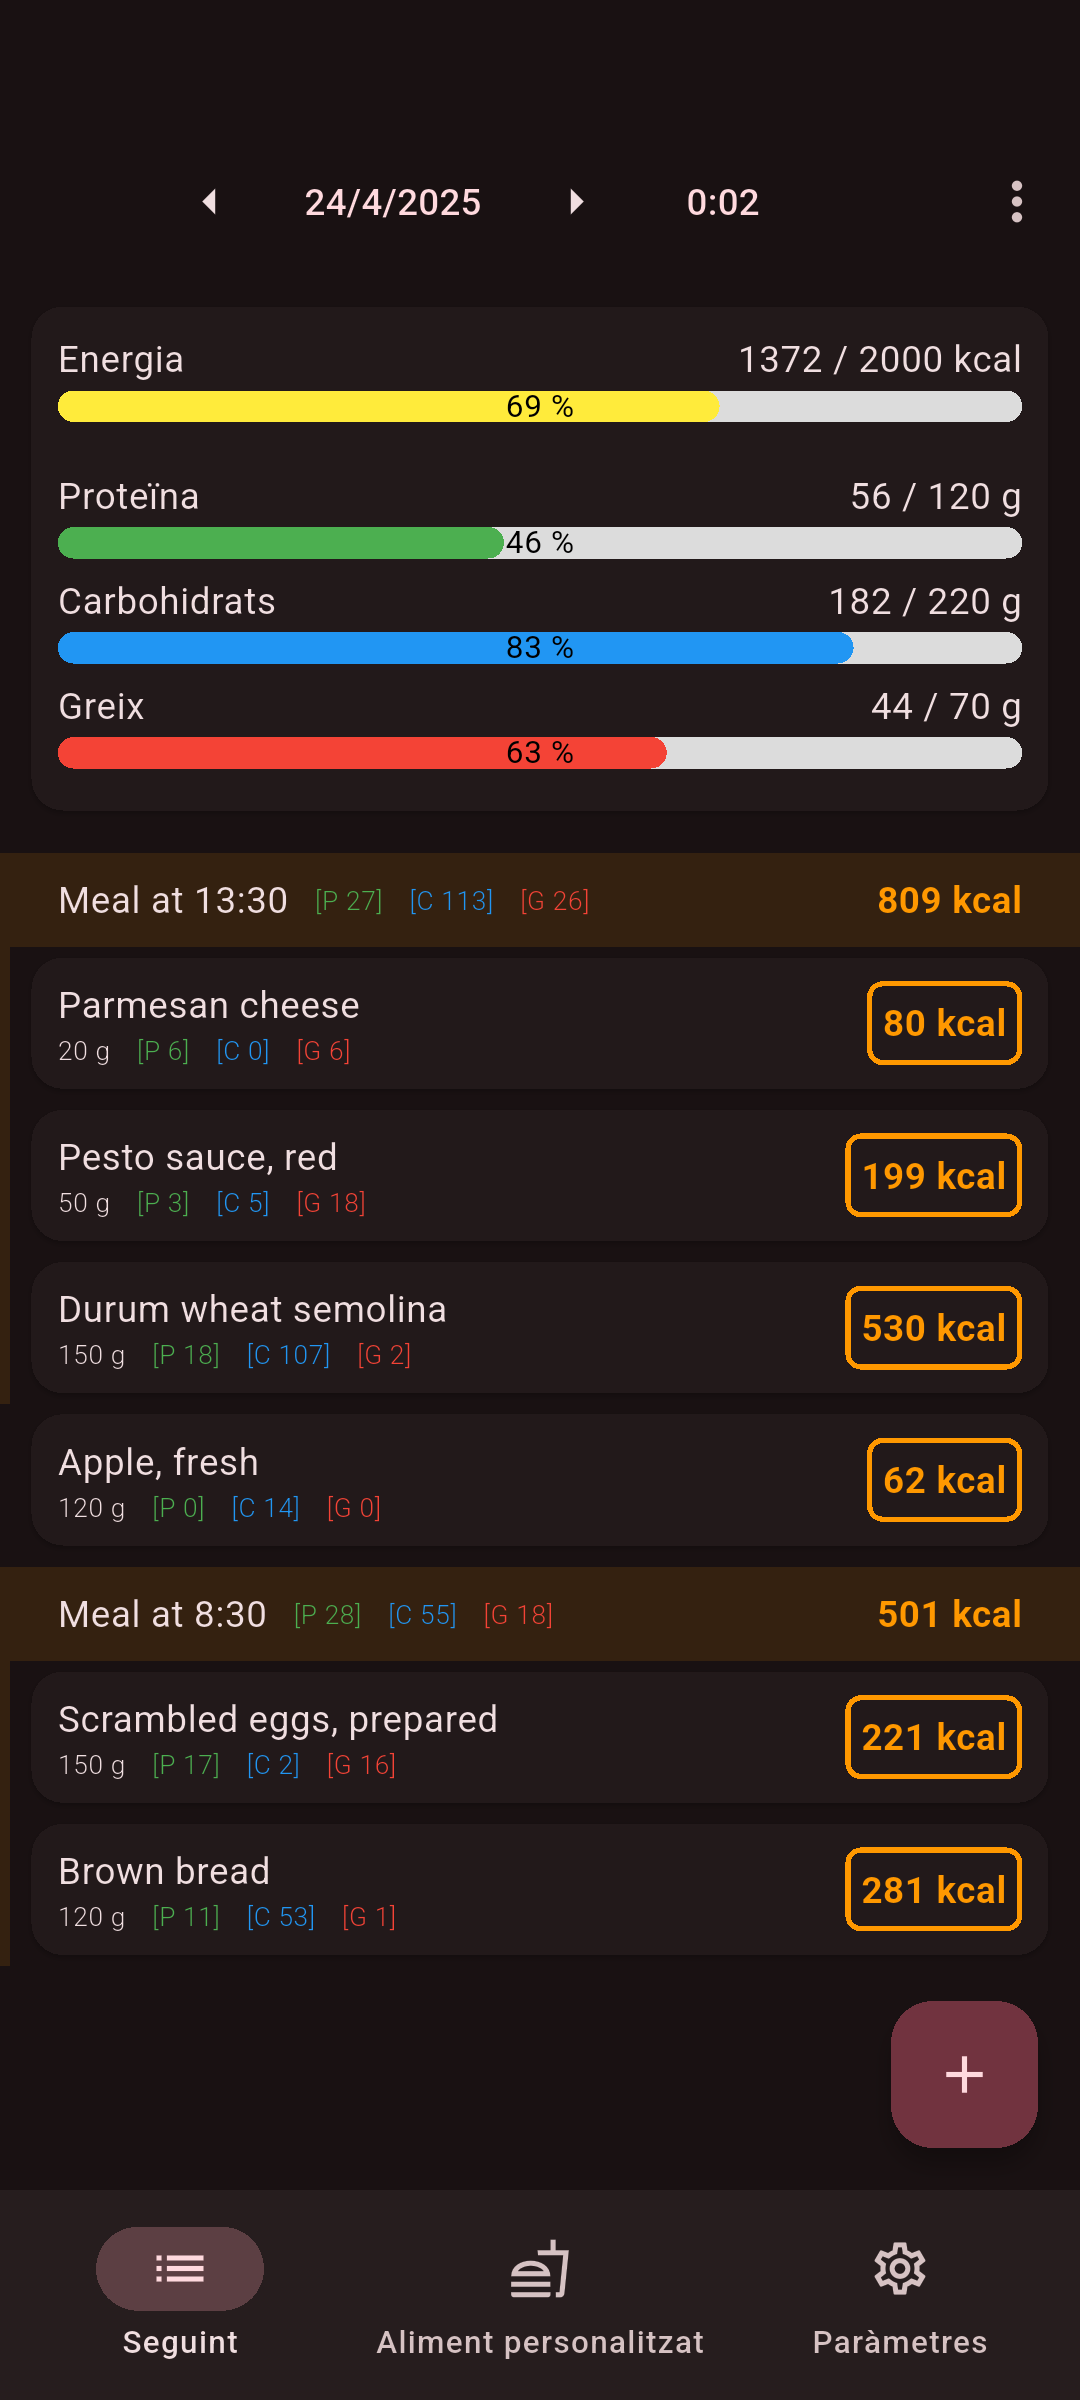 24/4/2025 0:02
Energia 1372 / 2000 kcal
69 %
Proteïna 56 / 120 g
46 %
Carbohidrats 182 / 220 g
83 %
Greix 44 / 70 g
63 %
Meal at 13:30 [P 27] [C 113] [G 26] 809 kcal
Parmesan cheese
20 g [P 6] [C 0] [G 6]
80 kcal
Pesto sauce, red
50 g [P 3] [C 5] [G 18]
199 kcal
Durum wheat semolina
150 g [P 18] [C 107] [G 2]
530 kcal
Apple, fresh
120 g [P 0] [C 14] [G 0]
62 kcal
Meal at 8:30 [P 28] [C 55] [G 18] 501 kcal
Scrambled eggs, prepared
150 g [P 17] [C 2] [G 16]
221 kcal
Brown bread
120 g [P 11] [C 53] [G 1]
281 kcal
Seguint Aliment personalitzat Paràmetres